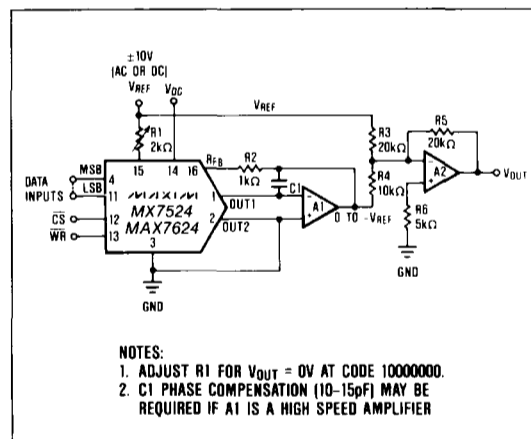 ±10V
(AC OR DC)
VREF
VDC
VREF
R1
2kΩ
15
14
16
RFB
R2
1kΩ
C1
R3
20kΩ
R5
20kΩ
R4
10kΩ
A2
VOUT
R6
5kΩ
GND
MSB
4
DATA
INPUTS
LSB
11
MAXIM
MX7524
MAX7624
1
OUT1
2
OUT2
A1
0 TO -VREF
CS
12
WR
13
3
GND
NOTES:
1. ADJUST R1 FOR VOUT = 0V AT CODE 10000000.
2. C1 PHASE COMPENSATION (10-15pF) MAY BE
REQUIRED IF A1 IS A HIGH SPEED AMPLIFIER